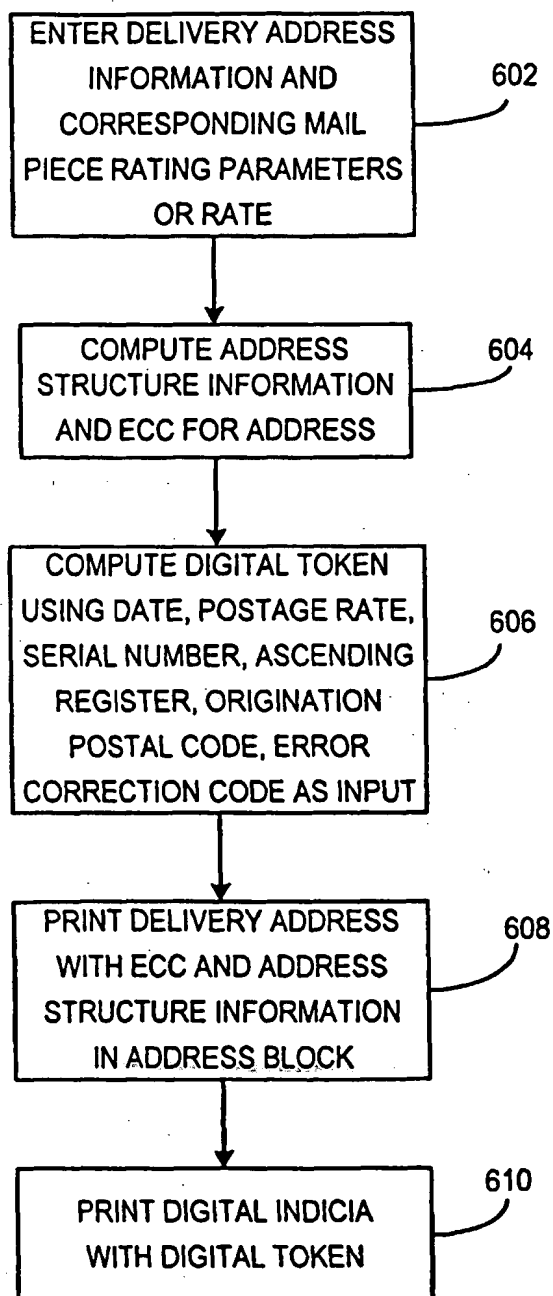 ENTER DELIVERY ADDRESS
INFORMATION AND
CORRESPONDING MAIL
PIECE RATING PARAMETERS
OR RATE
602
COMPUTE ADDRESS
STRUCTURE INFORMATION
AND ECC FOR ADDRESS
604
COMPUTE DIGITAL TOKEN
USING DATE, POSTAGE RATE,
SERIAL NUMBER, ASCENDING
REGISTER, ORIGINATION
POSTAL CODE, ERROR
CORRECTION CODE AS INPUT
606
PRINT DELIVERY ADDRESS
WITH ECC AND ADDRESS
STRUCTURE INFORMATION
IN ADDRESS BLOCK
608
PRINT DIGITAL INDICIA
WITH DIGITAL TOKEN
610